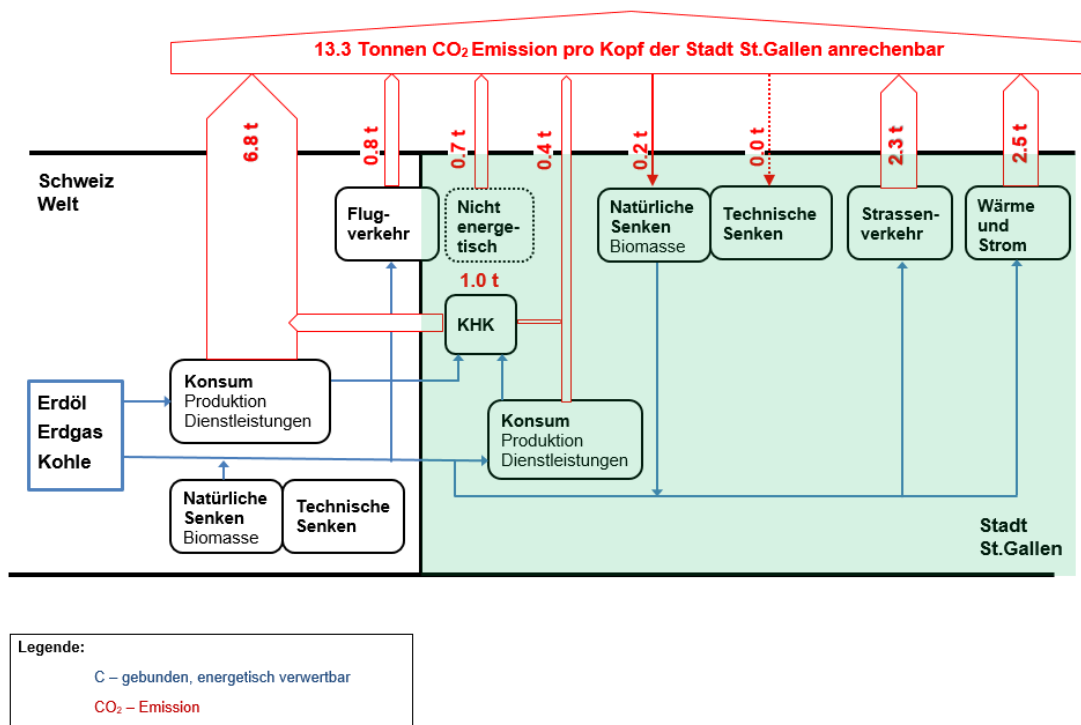 13.3 Tonnen CO₂ Emission pro Kopf der Stadt St.Gallen anrechenbar
6.8 t
0.8 t
0.7 t
0.4 t
0.2 t
0.0 t
2.3 t
2.5 t
Schweiz
Welt
Flug-
verkehr
Nicht
energe-
tisch
Natürliche
Senken
Biomasse
Technische
Senken
Strassen-
verkehr
Wärme
und
Strom
1.0 t
KHK
Konsum
Produktion
Dienstleistungen
Erdöl
Erdgas
Kohle
Konsum
Produktion
Dienstleistungen
Natürliche
Senken
Biomasse
Technische
Senken
Stadt
St.Gallen
Legende:
C – gebunden, energetisch verwertbar
CO₂ – Emission